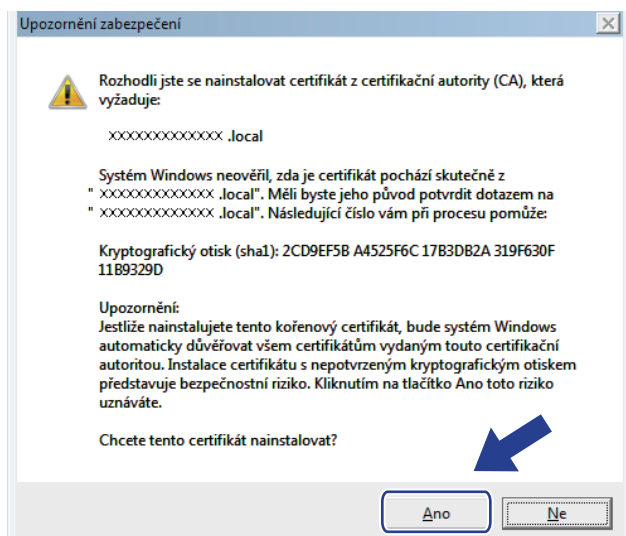 Upozornění zabezpečení
Rozhodli jste se nainstalovat certifikát z certifikační autority (CA), která
vyžaduje:
XXXXXXXXXXXXX .local
Systém Windows neověřil, zda je certifikát pochází skutečně z
" XXXXXXXXXXXXX .local". Měli byste jeho původ potvrdit dotazem na
" XXXXXXXXXXXXX .local". Následující číslo vám při procesu pomůže:
Kryptografický otisk (sha1): 2CD9EF5B A4525F6C 17B3DB2A 319F630F
11B9329D
Upozornění:
Jestliže nainstalujete tento kořenový certifikát, bude systém Windows
automaticky důvěřovat všem certifikátům vydaným touto certifikační
autoritou. Instalace certifikátu s nepotvrzeným kryptografickým otiskem
představuje bezpečnostní riziko. Kliknutím na tlačítko Ano toto riziko
uznáváte.
Chcete tento certifikát nainstalovat?
Ano
Ne